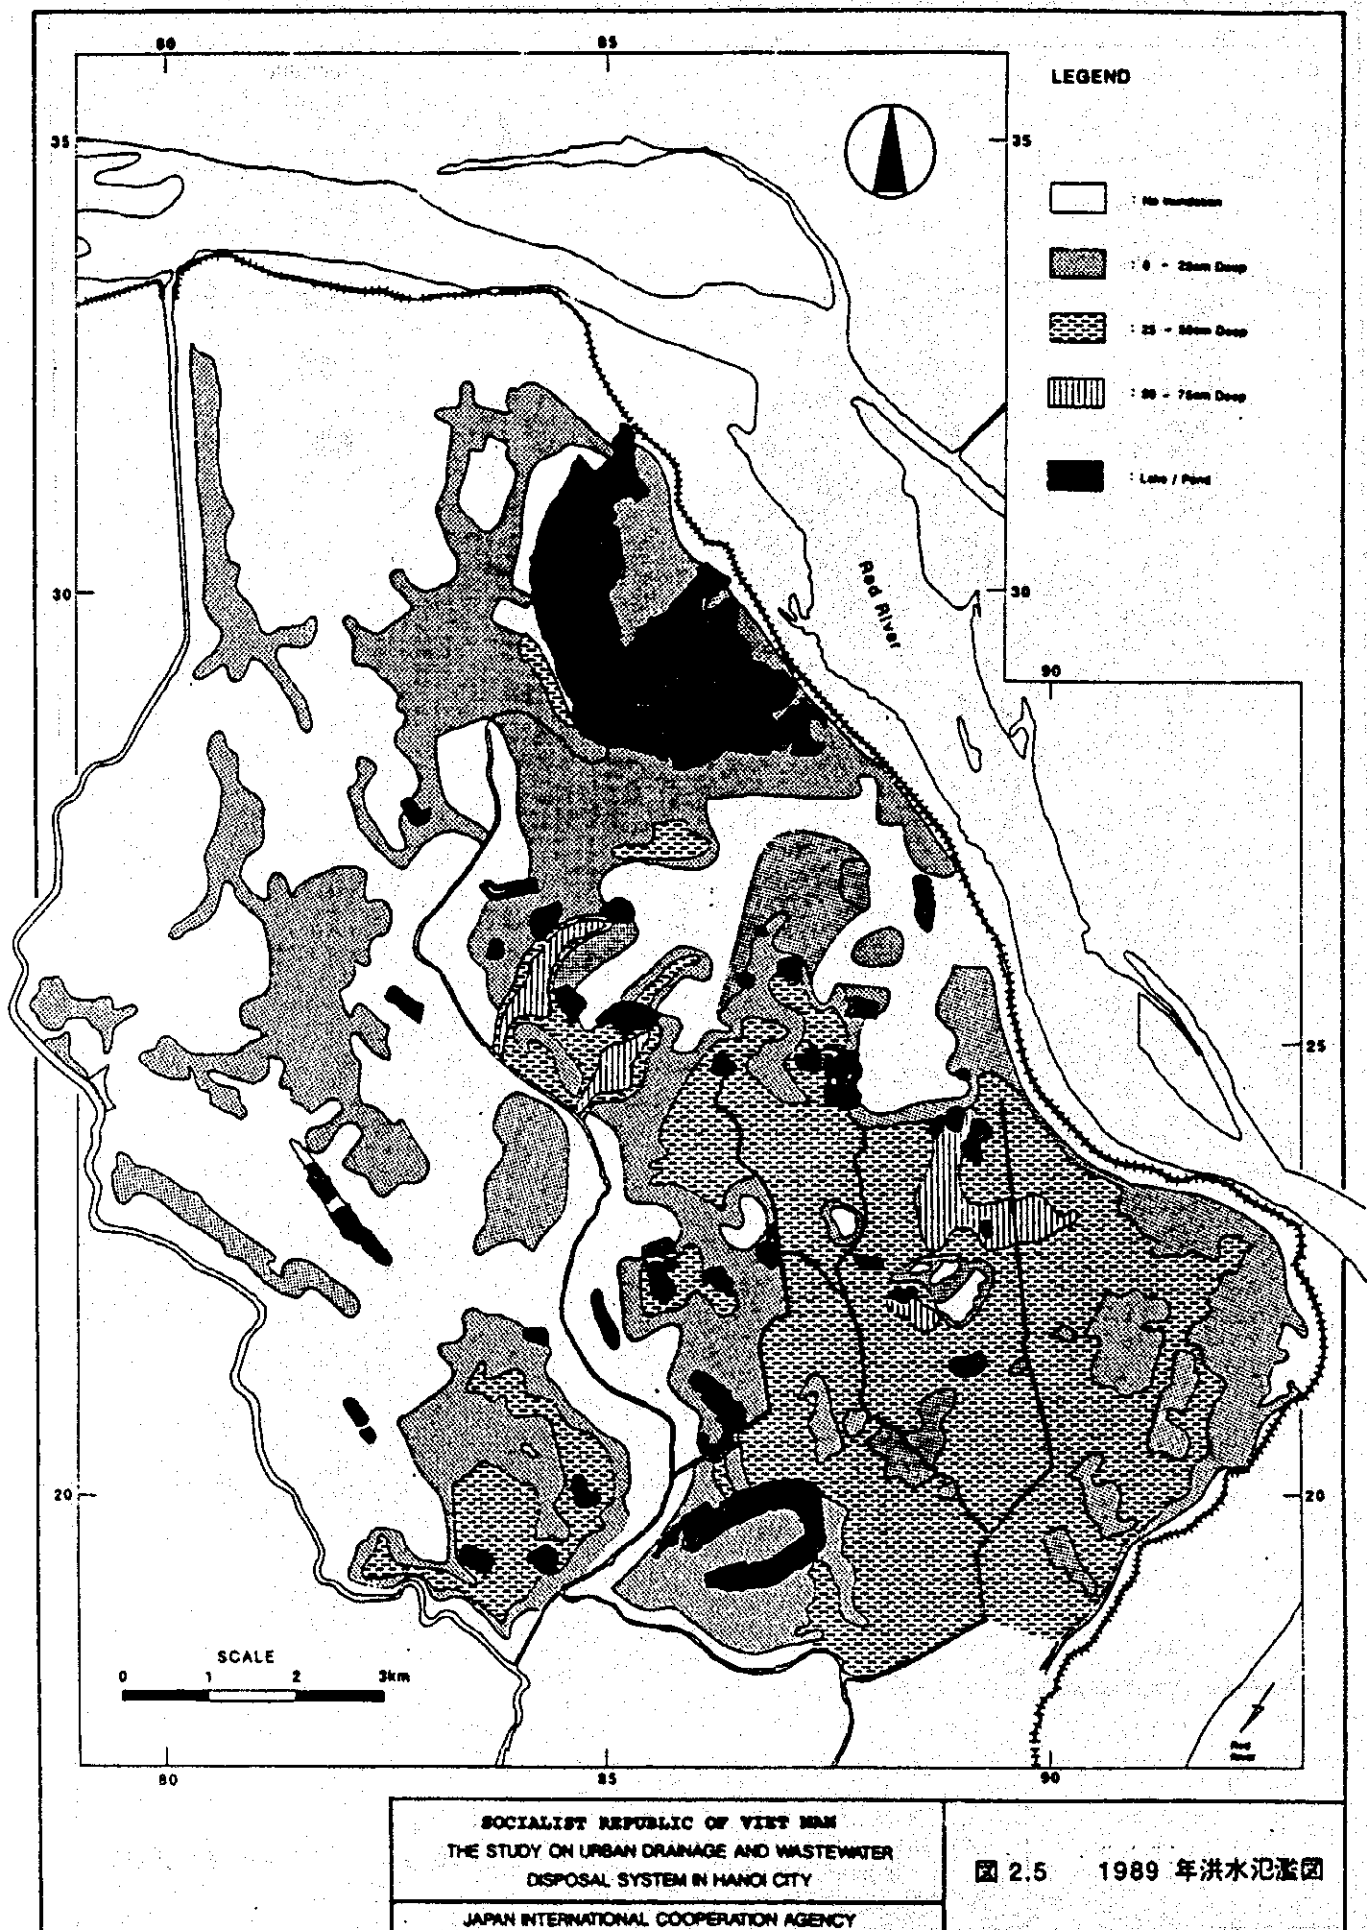 80
85
LEGEND
35
35
: No Inundation
: 0 - 25cm Deep
: 25 - 50cm Deep
: 50 - 75cm Deep
: Lake / Pond
30
30
Red River
90
25
20
20
SCALE
0 1 2 3km
Red
River
80
85
90
SOCIALIST REPUBLIC OF VIET NAM
THE STUDY ON URBAN DRAINAGE AND WASTEWATER
DISPOSAL SYSTEM IN HANOI CITY
図 2.5 1989 年洪水氾濫図
JAPAN INTERNATIONAL COOPERATION AGENCY